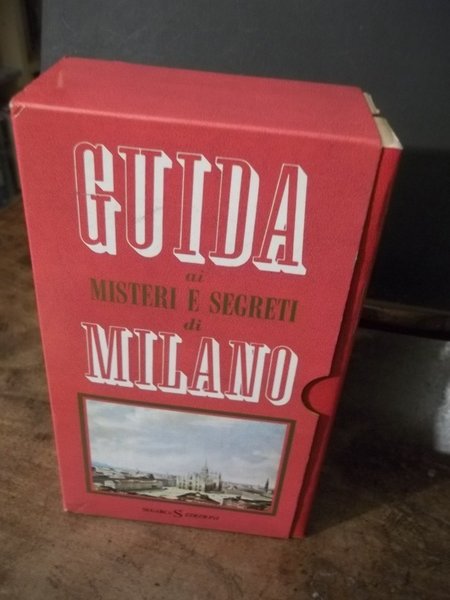 GUIDA
ai
MISTERI E SEGRETI
di
MILANO
SUGARCO S EDIZIONI